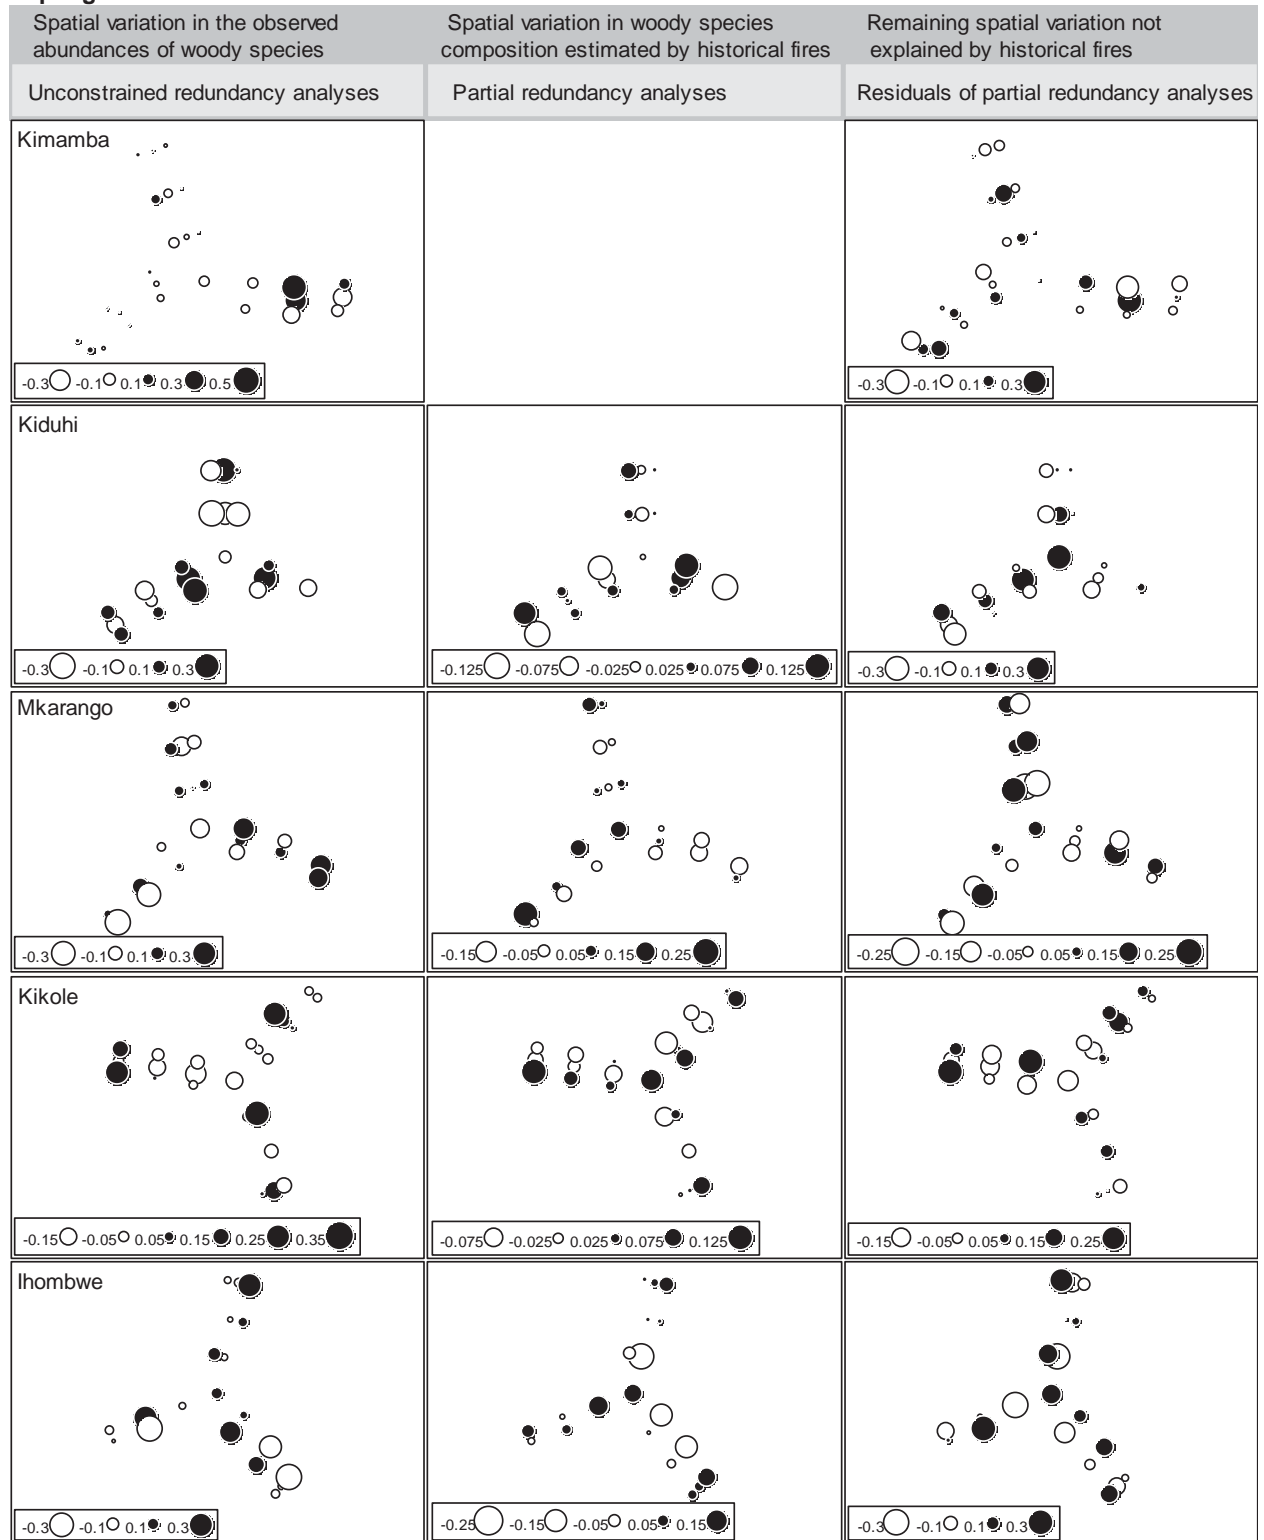 Spatial variation in the observed
abundances of woody species
Spatial variation in woody species
composition estimated by historical fires
Remaining spatial variation not
explained by historical fires
Unconstrained redundancy analyses
Partial redundancy analyses
Residuals of partial redundancy analyses
Kimamba
-0.3 -0.1 0.1 0.3 0.5
-0.3 -0.1 0.1 0.3
Kiduhi
-0.3 -0.1 0.1 0.3
-0.125 -0.075 -0.025 0.025 0.075 0.125
-0.3 -0.1 0.1 0.3
Mkarango
-0.3 -0.1 0.1 0.3
-0.15 -0.05 0.05 0.15 0.25
-0.25 -0.15 -0.05 0.05 0.15 0.25
Kikole
-0.15 -0.05 0.05 0.15 0.25 0.35
-0.075 -0.025 0.025 0.075 0.125
-0.15 -0.05 0.05 0.15 0.25
Ihombwe
-0.3 -0.1 0.1 0.3
-0.25 -0.15 -0.05 0.05 0.15
-0.3 -0.1 0.1 0.3